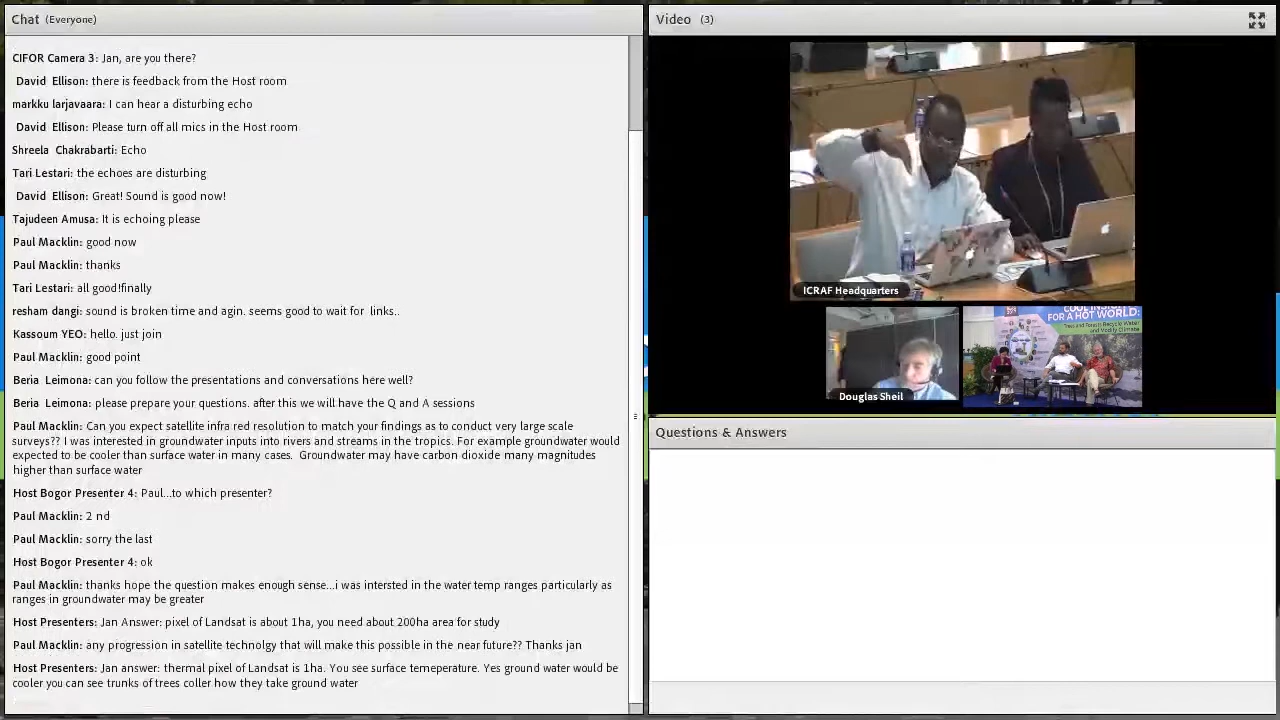 Chat (Everyone)
CIFOR Camera 3: Jan, are you there?
David Ellison: there is feedback from the Host room
markku larjavaara: I can hear a disturbing echo
David Ellison: Please turn off all mics in the Host room
Shreela Chakrabarti: Echo
Tari Lestari: the echoes are disturbing
David Ellison: Great! Sound is good now!
Tajudeen Amusa: It is echoing please
Paul Macklin: good now
Paul Macklin: thanks
Tari Lestari: all good!finally
resham dangi: sound is broken time and agin. seems good to wait for links..
Kassoum YEO: hello. just join
Paul Macklin: good point
Beria Leimona: can you follow the presentations and conversations here well?
Beria Leimona: please prepare your questions. after this we will have the Q and A sessions
Paul Macklin: Can you expect satellite infra red resolution to match your findings as to conduct very large scale
surveys?? I was interested in groundwater inputs into rivers and streams in the tropics. For example groundwater would
expected to be cooler than surface water in many cases. Groundwater may have carbon dioxide many magnitudes
higher than surface water
Host Bogor Presenter 4: Paul...to which presenter?
Paul Macklin: 2 nd
Paul Macklin: sorry the last
Host Bogor Presenter 4: ok
Paul Macklin: thanks hope the question makes enough sense...i was intersted in the water temp ranges particularly as
ranges in groundwater may be greater
Host Presenters: Jan Answer: pixel of Landsat is about 1ha, you need about 200ha area for study
Paul Macklin: any progression in satellite technolgy that will make this possible in the near future?? Thanks jan
Host Presenters: Jan answer: thermal pixel of Landsat is 1ha. You see surface temeperature. Yes ground water would be
cooler you can see trunks of trees coller how they take ground water
Video (3)
ICRAF Headquarters
Douglas Sheil
COOL INSIGHTS
FOR A HOT WORLD:
Trees and Forests Recycle Water
and Modify Climate
Questions & Answers